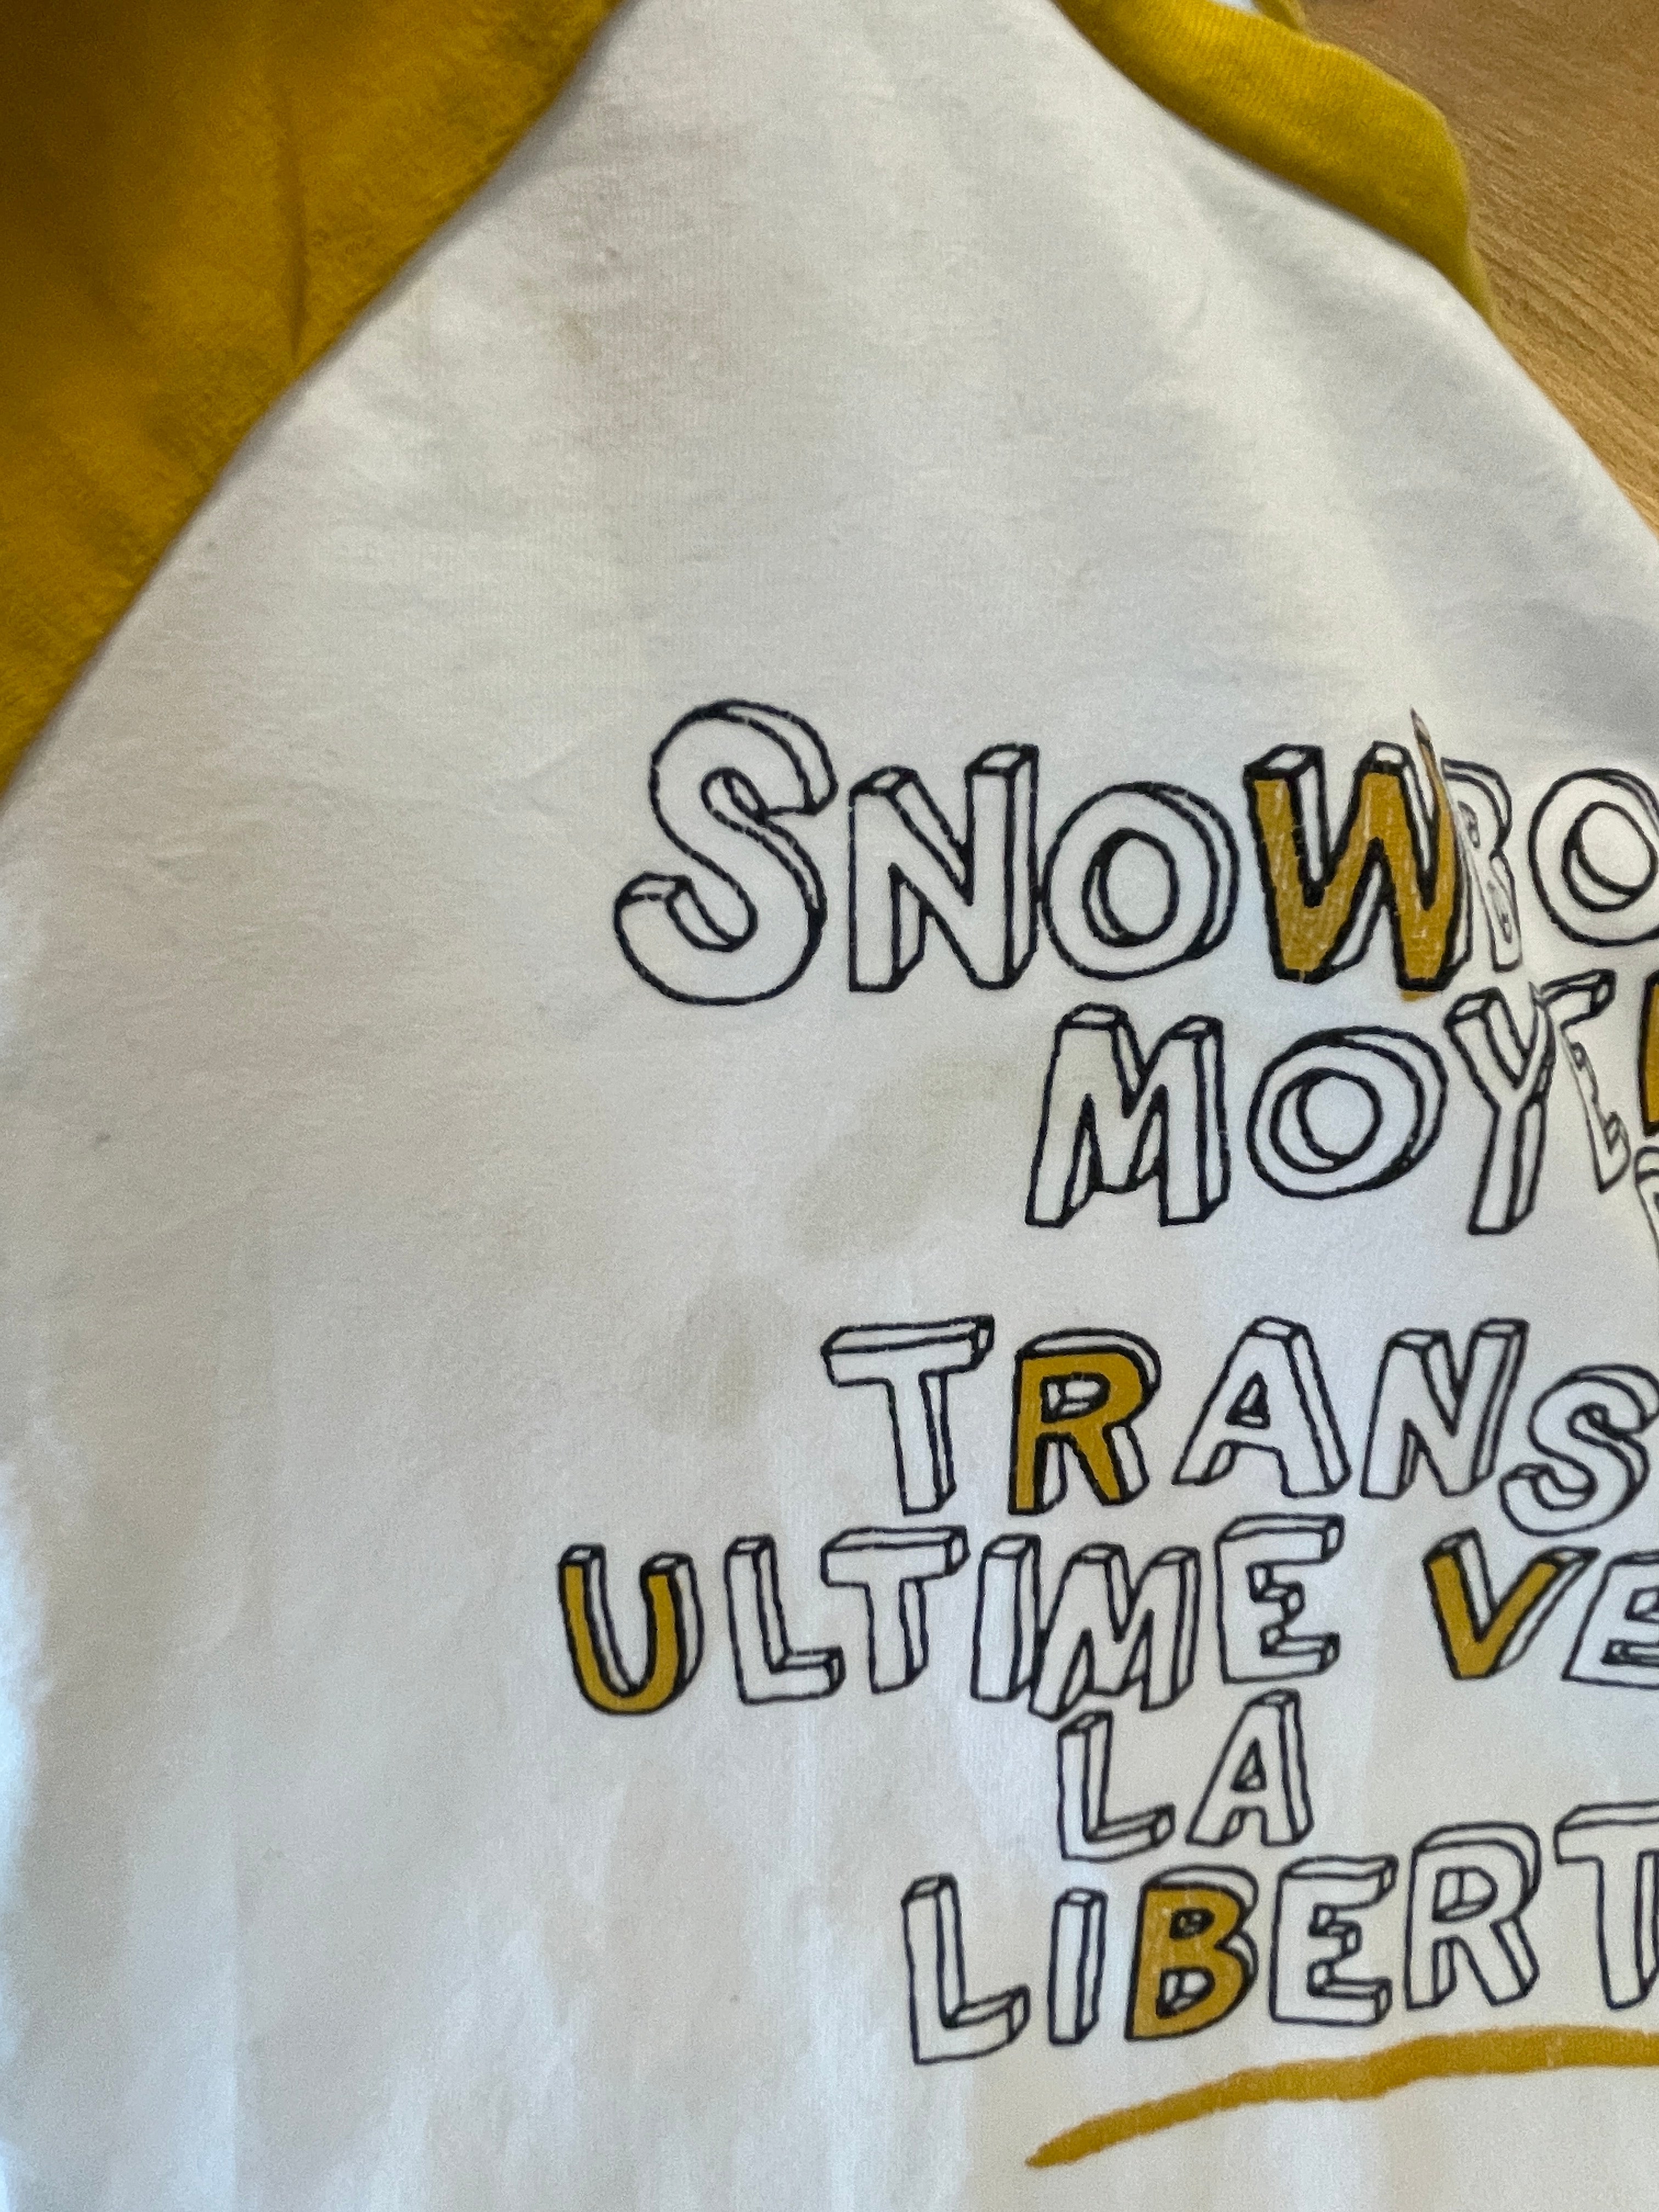 SNOWBO
MOYE
TRANS
ULTIME VE
LA
LIBERT